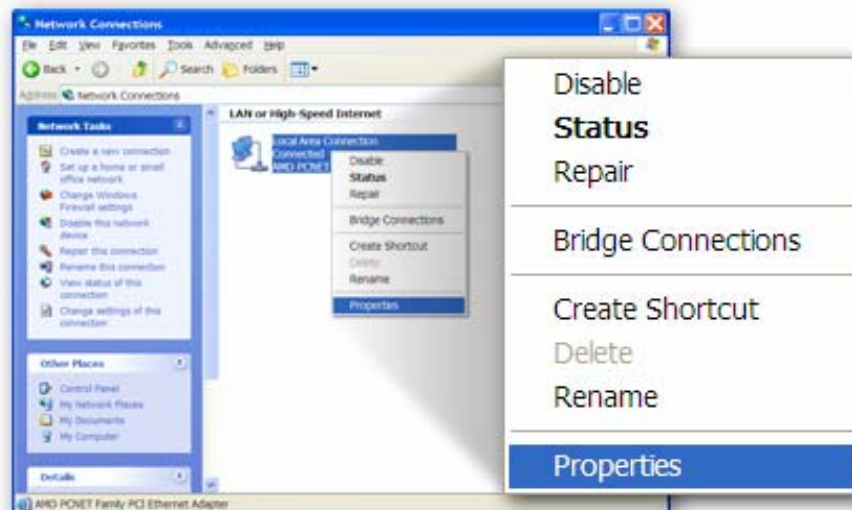 Network Connections
File Edit View Favorites Tools Advanced Help
Back Search Folders
Address Network Connections
Network Tasks
Create a new connection
Set up a home or small
office network
Change Windows
Firewall settings
Disable this network
device
Repair this connection
Rename this connection
View status of this
connection
Change settings of this
connection
Other Places
Control Panel
My Network Places
My Documents
My Computer
Details
LAN or High-Speed Internet
Local Area Connection
Connected
AMD PCNET
Disable
Status
Repair
Bridge Connections
Create Shortcut
Delete
Rename
Properties
AMD PCNET Family PCI Ethernet Adapter
Disable
Status
Repair
Bridge Connections
Create Shortcut
Delete
Rename
Properties